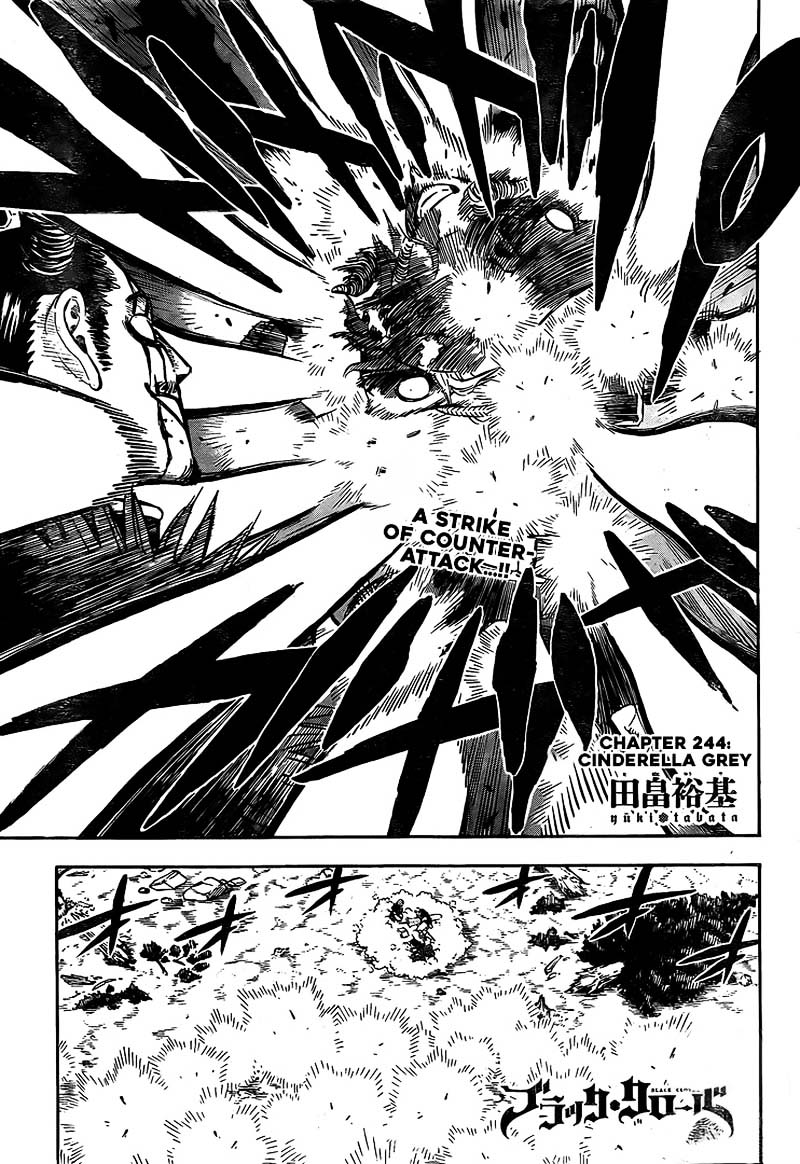 A STRIKE
OF COUNTER-
ATTACK...!!
CHAPTER 244:
CINDERELLA GREY
田畠裕基
yūki tabata
ブラック・クローバー